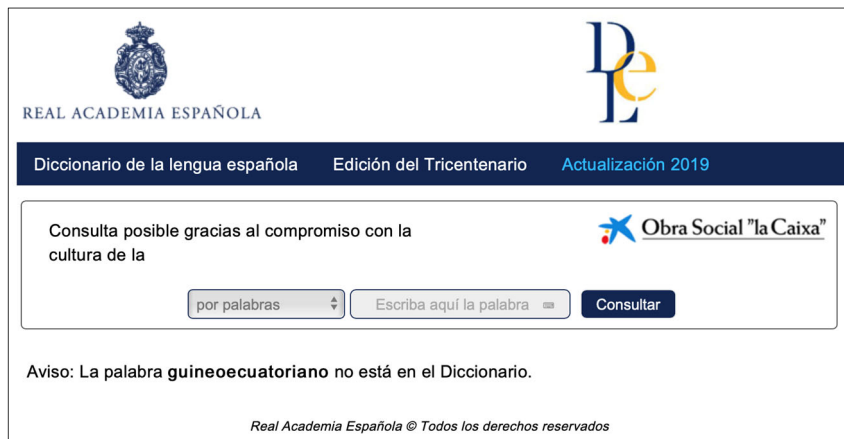 REAL ACADEMIA ESPAÑOLA
DLe
Diccionario de la lengua española Edición del Tricentenario Actualización 2019
Consulta posible gracias al compromiso con la
cultura de la
Obra Social "la Caixa"
por palabras Escriba aquí la palabra Consultar
Aviso: La palabra guineoecuatoriano no está en el Diccionario.
Real Academia Española © Todos los derechos reservados